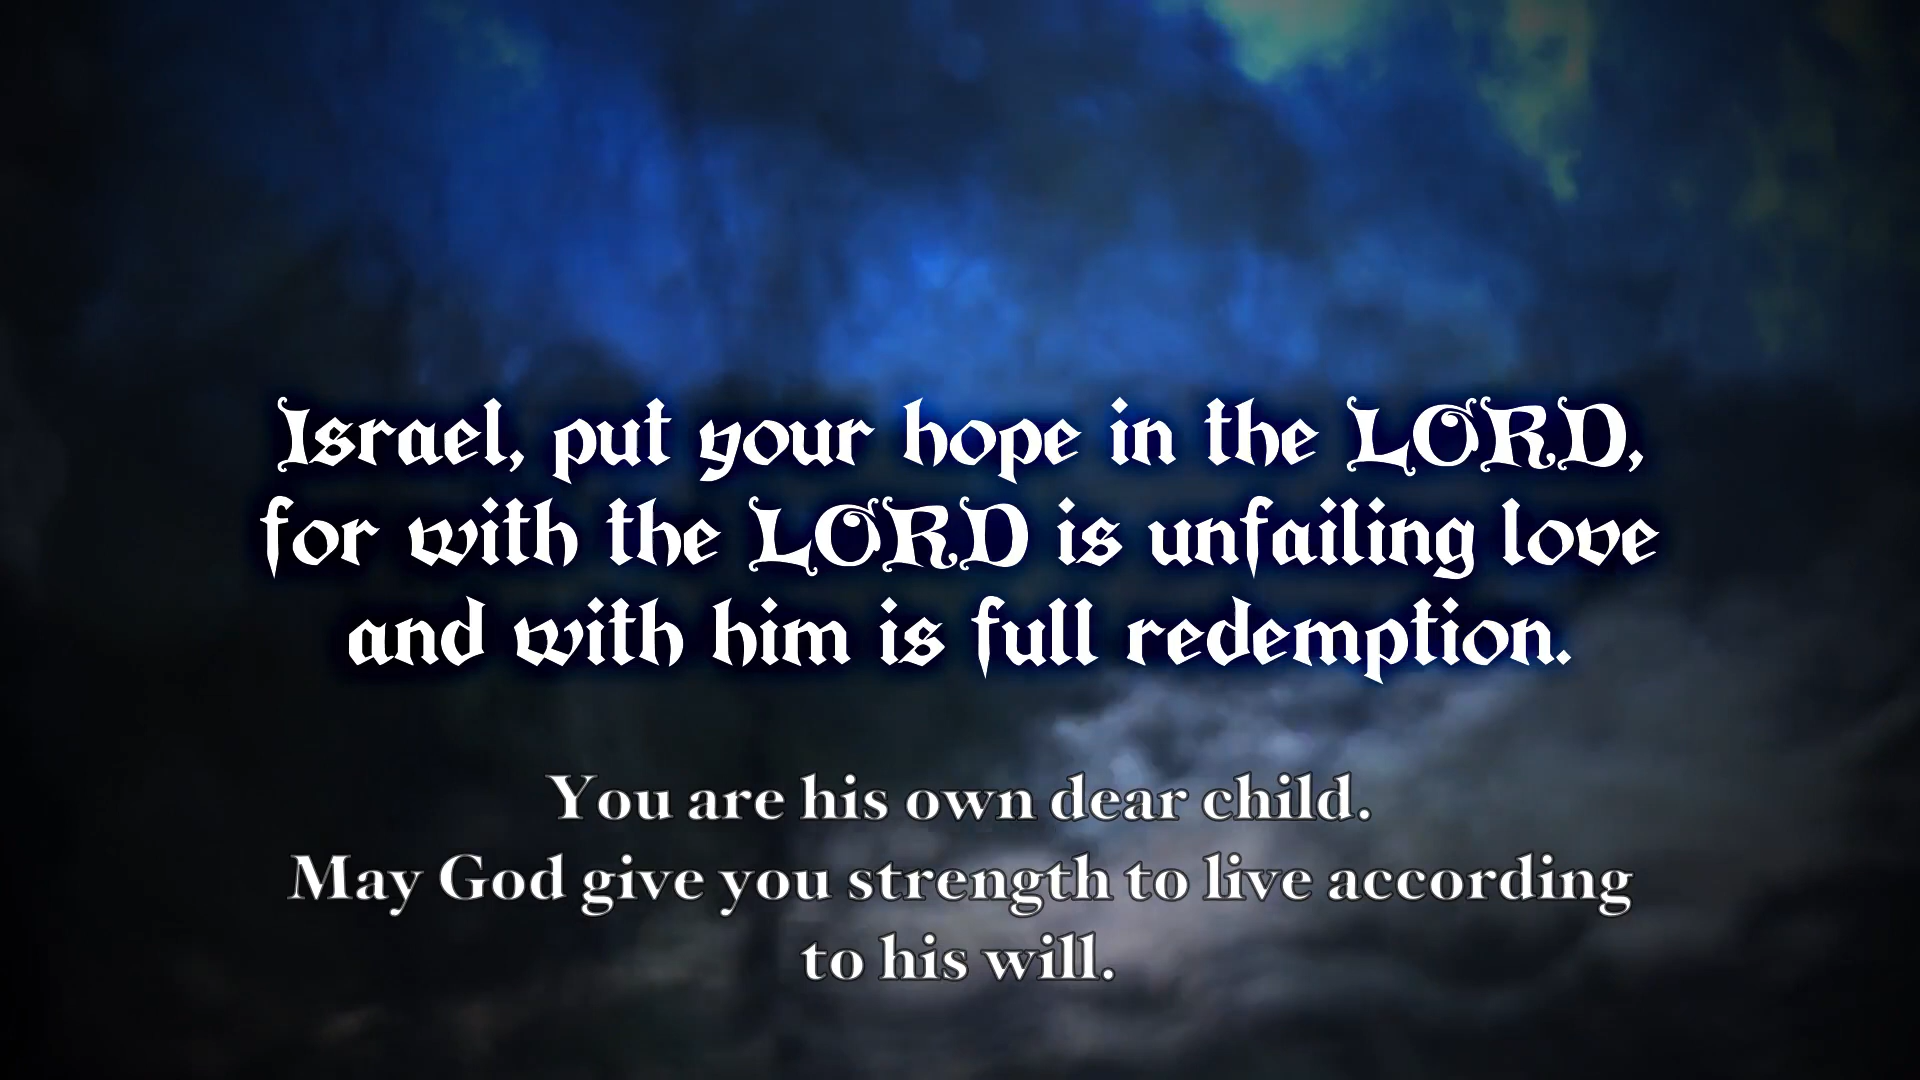 Israel, put your hope in the LORD,
for with the LORD is unfailing love
and with him is full redemption.
You are his own dear child.
May God give you strength to live according
to his will.